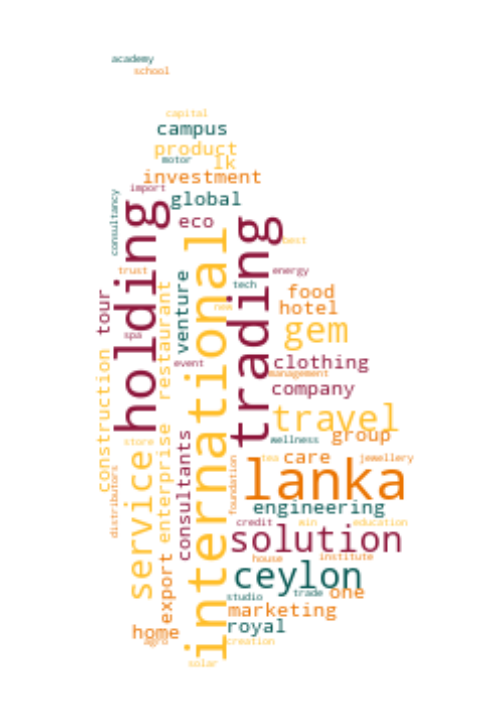 academy
school
capital
campus
product
motor
lk
investment
import
global
consultancy
holding
eco
trading
international
best
trust
energy
venture
tech
restaurant
food
tour
new
hotel
gem
spa
event
clothing
management
construction
company
travel
enterprise
consultants
store
wellness
group
service
tea
care
jewellery
foundation
lanka
distributors
engineering
credit
win
education
solution
house
institute
export
ceylon
studio
trade
one
marketing
home
royal
agro
creation
solar